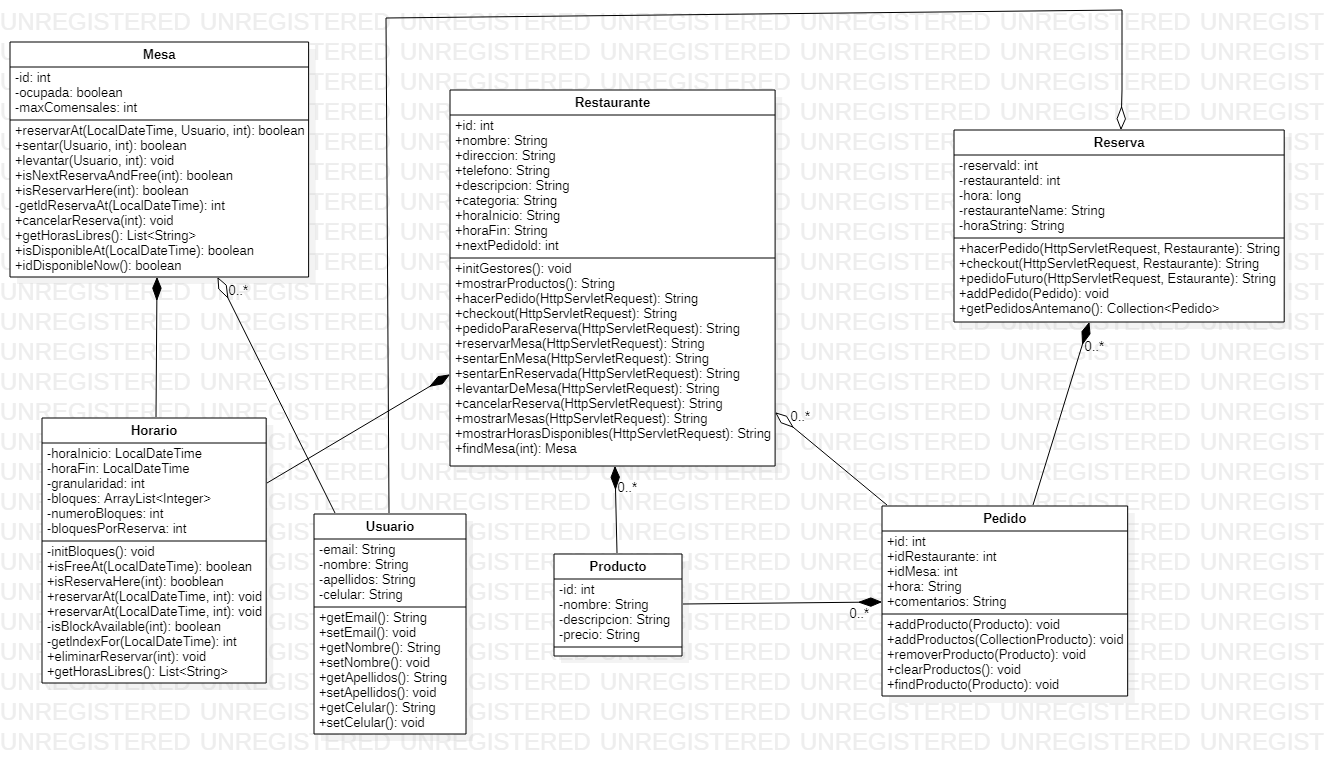 Mesa
-id: int
-ocupada: boolean
-maxComensales: int
+reservarAt(LocalDateTime, Usuario, int): boolean
+sentar(Usuario, int): boolean
+levantar(Usuario, int): void
+isNextReservaAndFree(int): boolean
+isReservarHere(int): boolean
-getIdReservaAt(LocalDateTime): int
+cancelarReserva(int): void
+getHorasLibres(): List<String>
+isDisponibleAt(LocalDateTime): boolean
+idDisponibleNow(): boolean
0..*
Restaurante
+id: int
+nombre: String
+direccion: String
+telefono: String
+descripcion: String
+categoria: String
+horaInicio: String
+horaFin: String
+nextPedidoId: int
+initGestores(): void
+mostrarProductos(): String
+hacerPedido(HttpServletRequest): String
+checkout(HttpServletRequest): String
+pedidoParaReserva(HttpServletRequest): String
+reservarMesa(HttpServletRequest): String
+sentarEnMesa(HttpServletRequest): String
+sentarEnReservada(HttpServletRequest): String
+levantarDeMesa(HttpServletRequest): String
+cancelarReserva(HttpServletRequest): String
+mostrarMesas(HttpServletRequest): String
+mostrarHorasDisponibles(HttpServletRequest): String
+findMesa(int): Mesa
0..*
0..*
Reserva
-reservaId: int
-restauranteId: int
-hora: long
-restauranteName: String
-horaString: String
+hacerPedido(HttpServletRequest, Restaurante): String
+checkout(HttpServletRequest, Restaurante): String
+pedidoFuturo(HttpServletRequest, Estaurante): String
+addPedido(Pedido): void
+getPedidosAntemano(): Collection<Pedido>
0..*
Horario
-horaInicio: LocalDateTime
-horaFin: LocalDateTime
-granularidad: int
-bloques: ArrayList<Integer>
-numeroBloques: int
-bloquesPorReserva: int
-initBloques(): void
+isFreeAt(LocalDateTime): boolean
+isReservaHere(int): booblean
+reservarAt(LocalDateTime, int): void
+reservarAt(LocalDateTime, int): void
-isBlockAvailable(int): boolean
-getIndexFor(LocalDateTime): int
+eliminarReservar(int): void
+getHorasLibres(): List<String>
Usuario
-email: String
-nombre: String
-apellidos: String
-celular: String
+getEmail(): String
+setEmail(): void
+getNombre(): String
+setNombre(): void
+getApellidos(): String
+setApellidos(): void
+getCelular(): String
+setCelular(): void
Producto
-id: int
-nombre: String
-descripcion: String
-precio: String
0..*
Pedido
+id: int
+idRestaurante: int
+idMesa: int
+hora: String
+comentarios: String
+addProducto(Producto): void
+addProductos(CollectionProducto): void
+removerProducto(Producto): void
+clearProductos(): void
+findProducto(Producto): void
UNREGISTERED UNREGISTERED UNREGISTERED UNREGISTERED UNREGISTERED UNREGISTERED UNREGIST